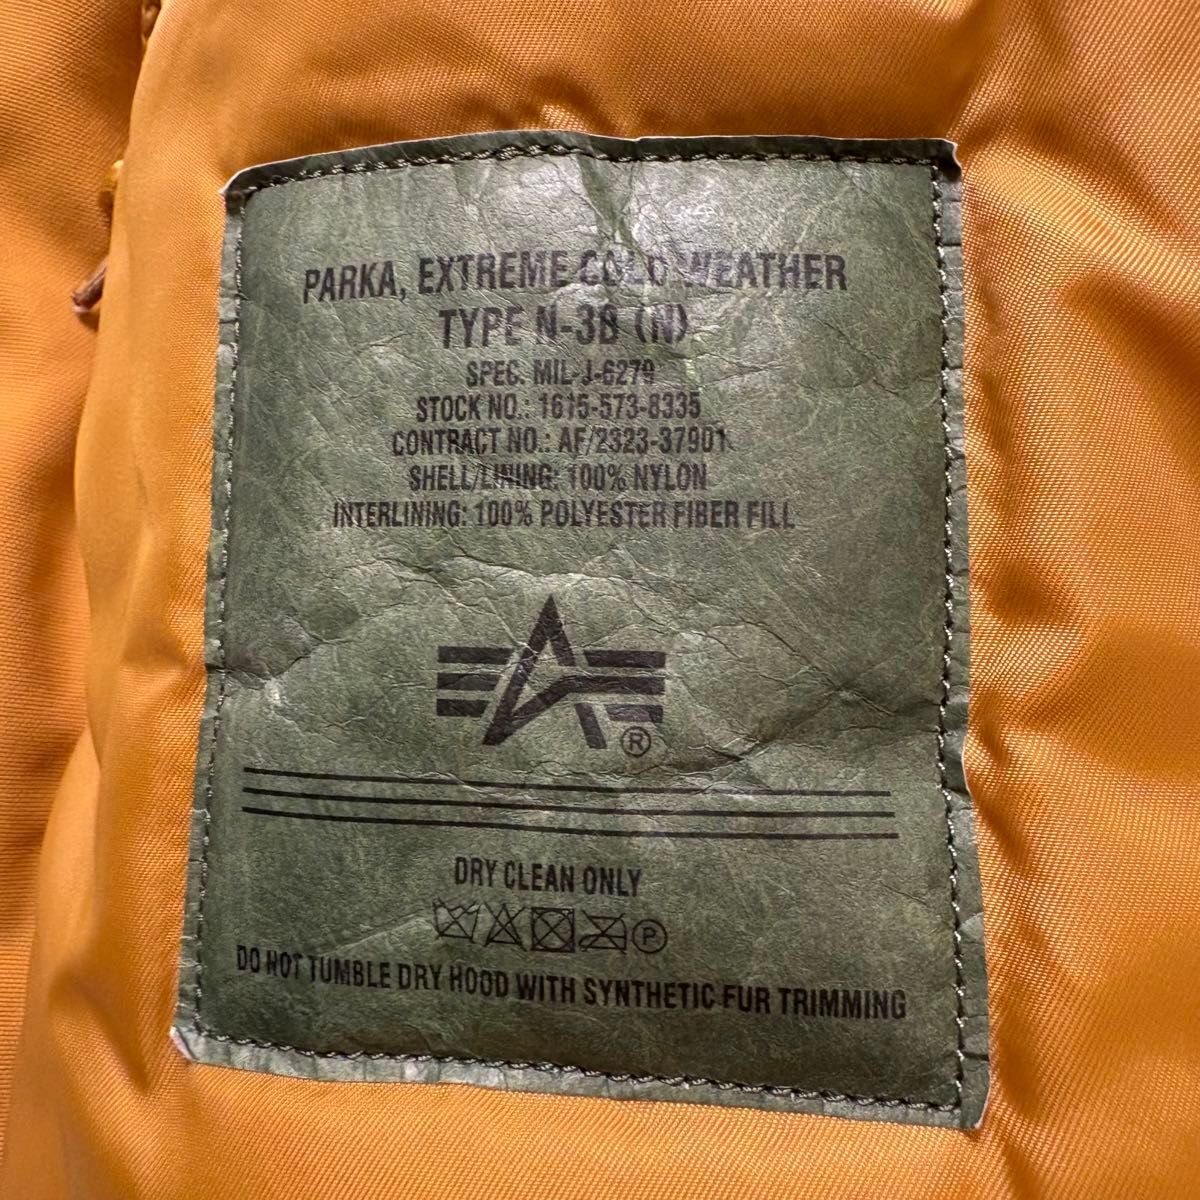 PARKA, EXTREME COLD WEATHER
TYPE N-3B (N)
SPEC. MIL-J-6279
STOCK NO.: 1615-573-8335
CONTRACT NO.: AF/2323-37901
SHELL/LINING: 100% NYLON
INTERLINING: 100% POLYESTER FIBER FILL
®
DRY CLEAN ONLY
P
DO NOT TUMBLE DRY HOOD WITH SYNTHETIC FUR TRIMMING